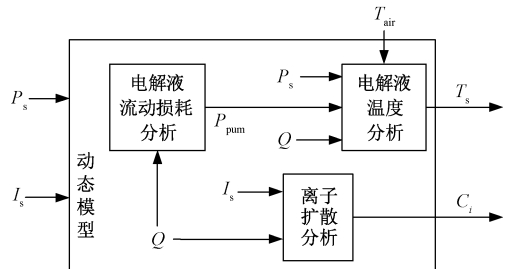 T_air
P_s
I_s
动态模型
电解液
流动损耗
分析
P_pum
Q
P_s
Q
电解液
温度
分析
T_s
I_s
离子
扩散
分析
C_i